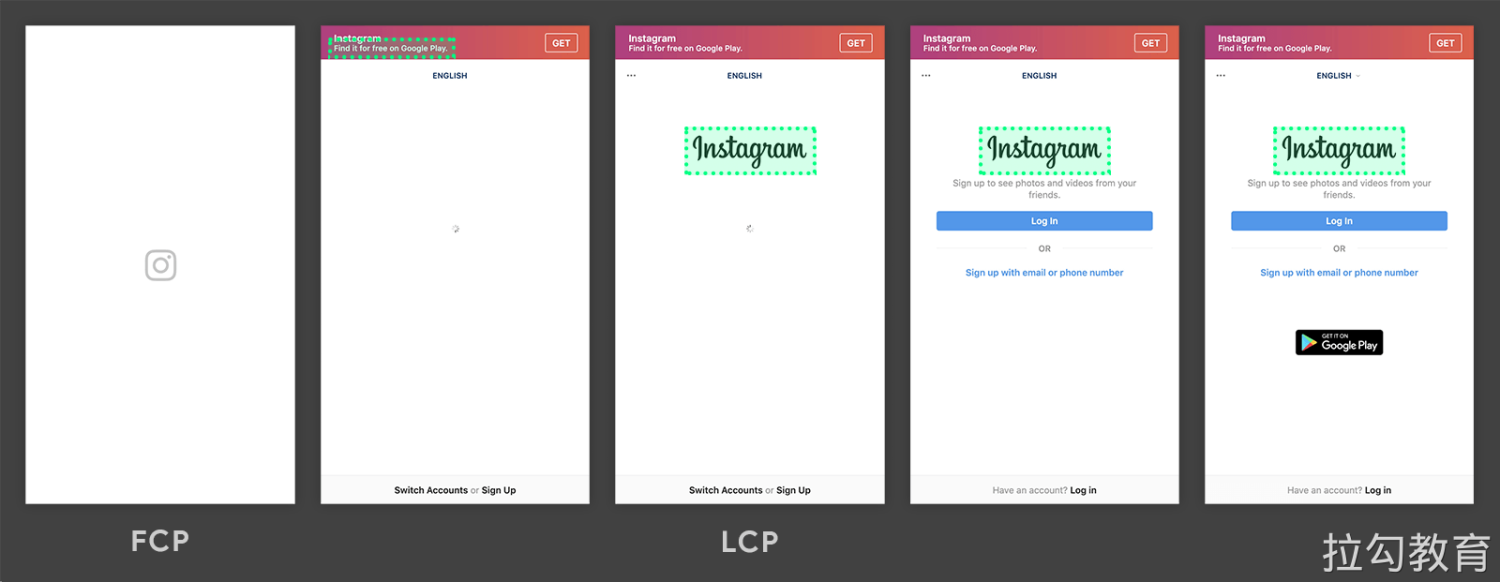 Instagram
Find it for free on Google Play.
GET
ENGLISH
Switch Accounts or Sign Up
Instagram
Find it for free on Google Play.
GET
ENGLISH
Instagram
Switch Accounts or Sign Up
Instagram
Find it for free on Google Play.
GET
ENGLISH
Instagram
Sign up to see photos and videos from your
friends.
Log In
OR
Sign up with email or phone number
Have an account? Log in
Instagram
Find it for free on Google Play.
GET
ENGLISH
Instagram
Sign up to see photos and videos from your
friends.
Log In
OR
Sign up with email or phone number
GET IT ON
Google Play
Have an account? Log in
FCP
LCP
拉勾教育